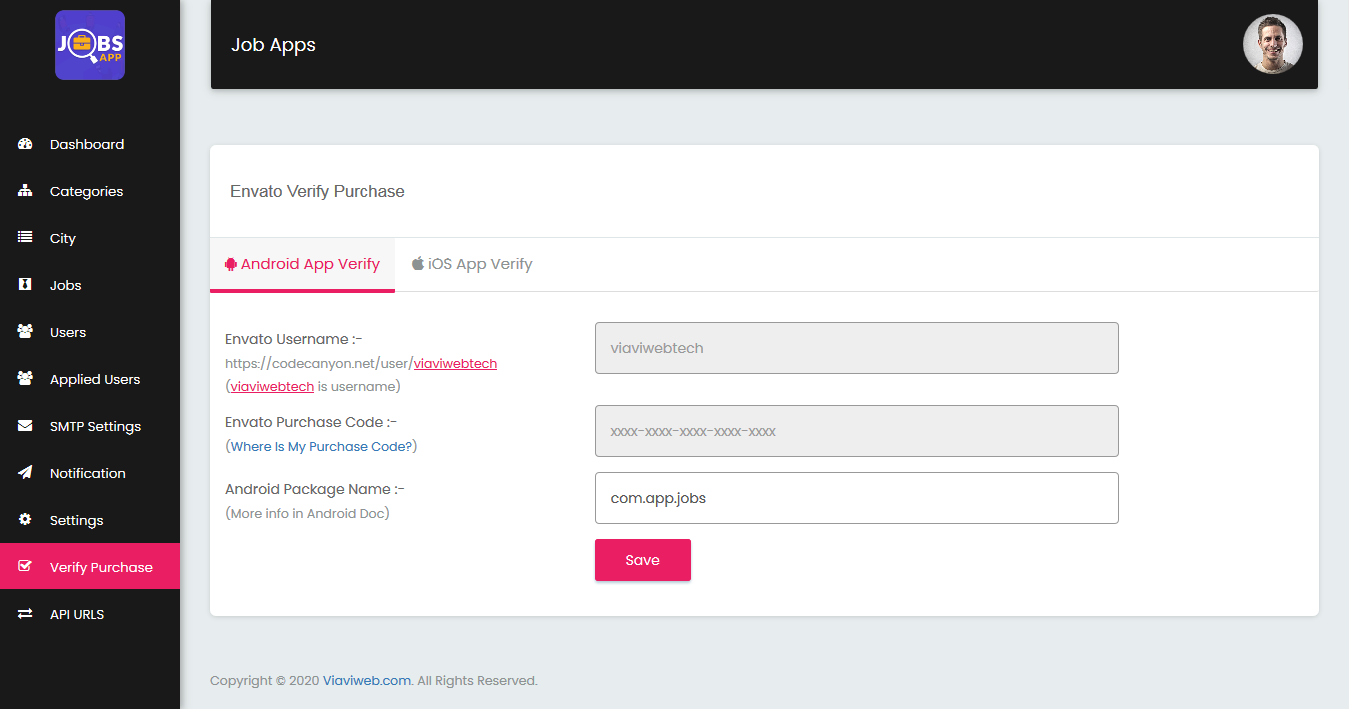 JOBS
APP
Job Apps
Dashboard
Categories
City
Jobs
Users
Applied Users
SMTP Settings
Notification
Settings
Verify Purchase
API URLS
Envato Verify Purchase
Android App Verify
iOS App Verify
Envato Username :-
https://codecanyon.net/user/viaviwebtech
(viaviwebtech is username)
viaviwebtech
Envato Purchase Code :-
(Where Is My Purchase Code?)
xxxx-xxxx-xxxx-xxxx-xxxx
Android Package Name :-
(More info in Android Doc)
com.app.jobs
Save
Copyright © 2020 Viaviweb.com. All Rights Reserved.